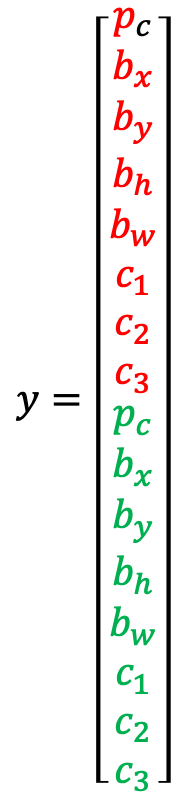 p_c
b_x
b_y
b_h
b_w
c_1
c_2
c_3
y =
p_c
b_x
b_y
b_h
b_w
c_1
c_2
c_3